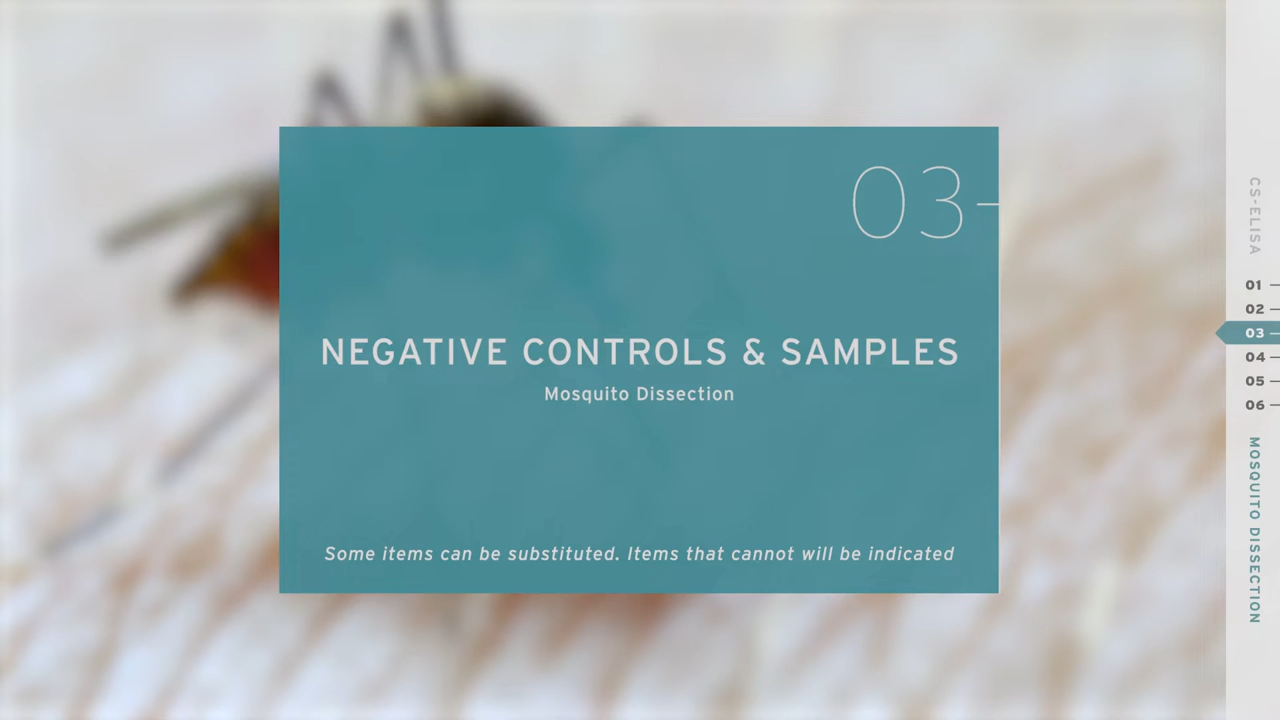 03-
NEGATIVE CONTROLS & SAMPLES
Mosquito Dissection
Some items can be substituted. Items that cannot will be indicated
CS-ELISA
01 —
02 —
03 —
04 —
05 —
06 —
MOSQUITO DISSECTION